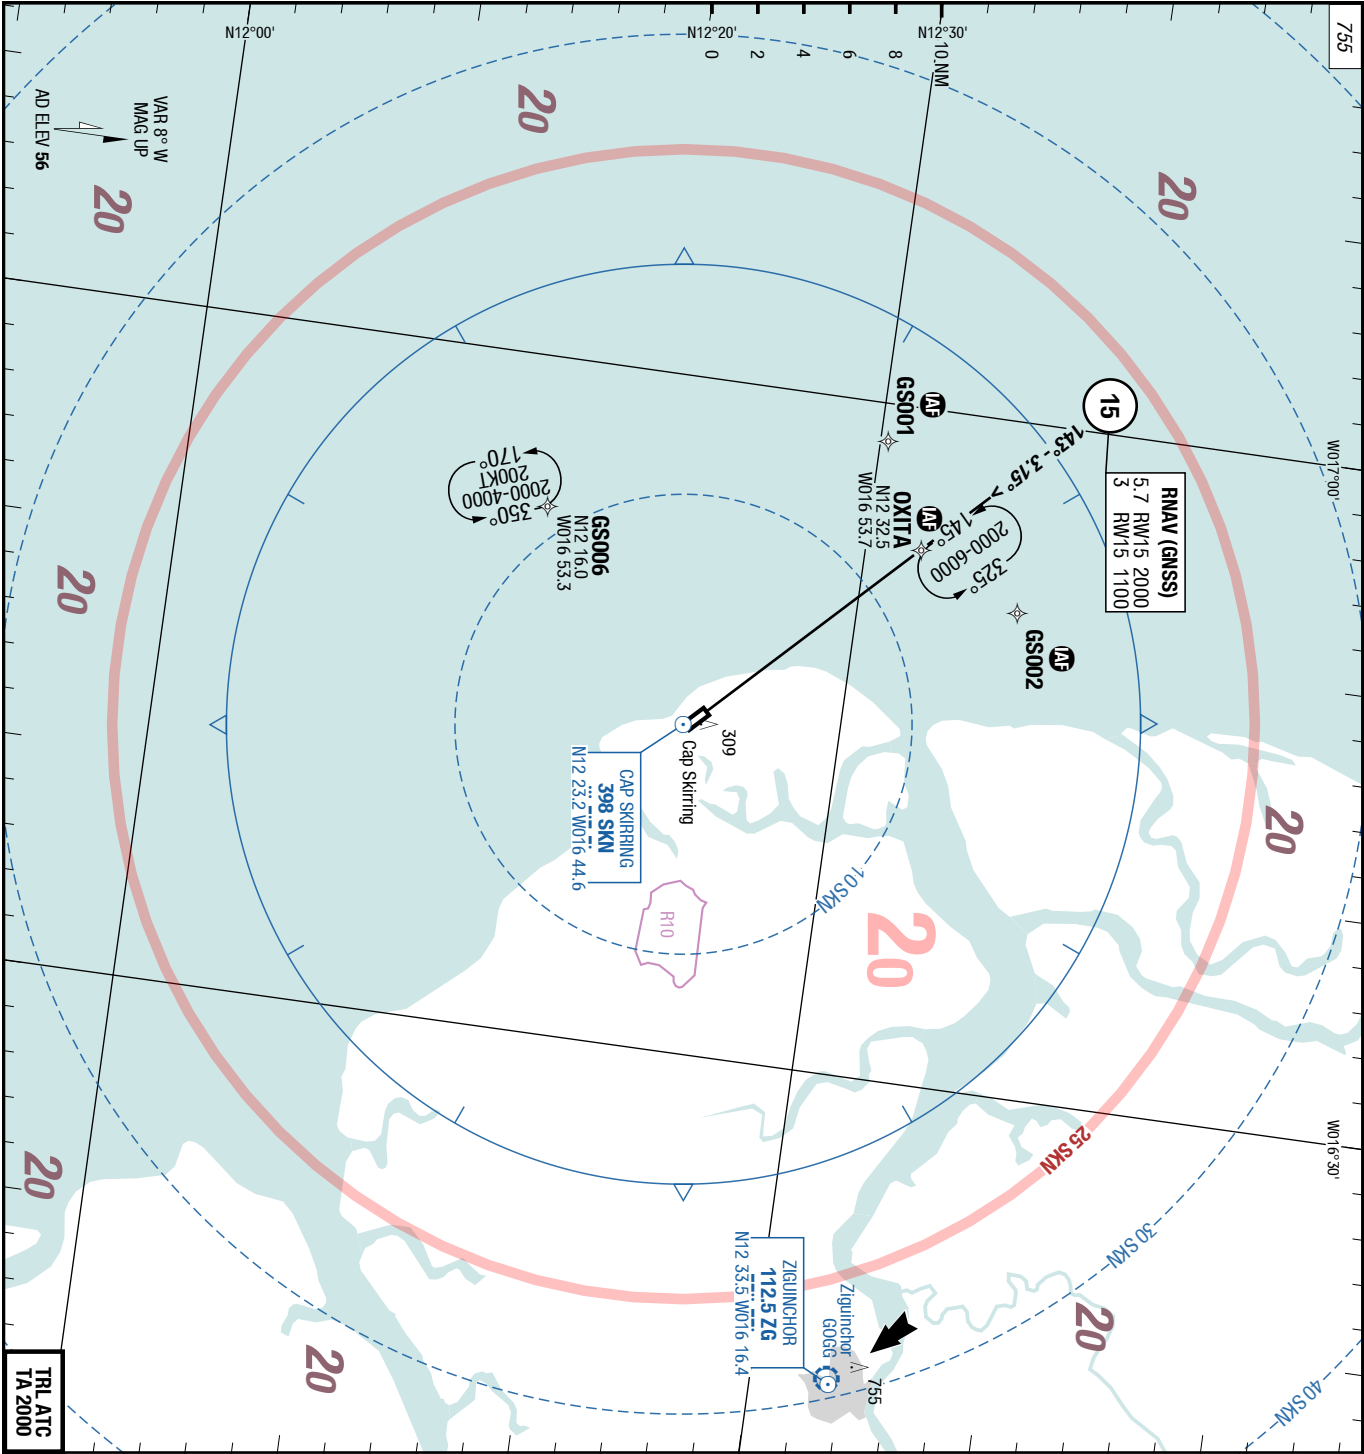 755
N12°00'
N12°20'
N12°30'
0
2
4
6
8
10 NM
VAR 8° W
MAG UP
AD ELEV 56
20
20
20
W017°00'
15
143° - 3.15° >
RNAV (GNSS)
5.7 RW15 2000
3 RW15 1100
IAF
GS001
IAF
OXITA
N12 32.5
W016 53.7
145°
2000-6000
325°
IAF
GS002
350°
2000-4000
200KT
170°
GS006
N12 16.0
W016 53.3
20
309
Cap Skirring
CAP SKIRRING
398 SKN
N12 23.2 W016 44.6
20
10 SKN
R10
20
W016°30'
25 SKN
30 SKN
40 SKN
20
20
20
ZIGUINCHOR
112.5 ZG
N12 33.5 W016 16.4
Ziguinchor
GOGG
755
TRL ATC
TA 2000